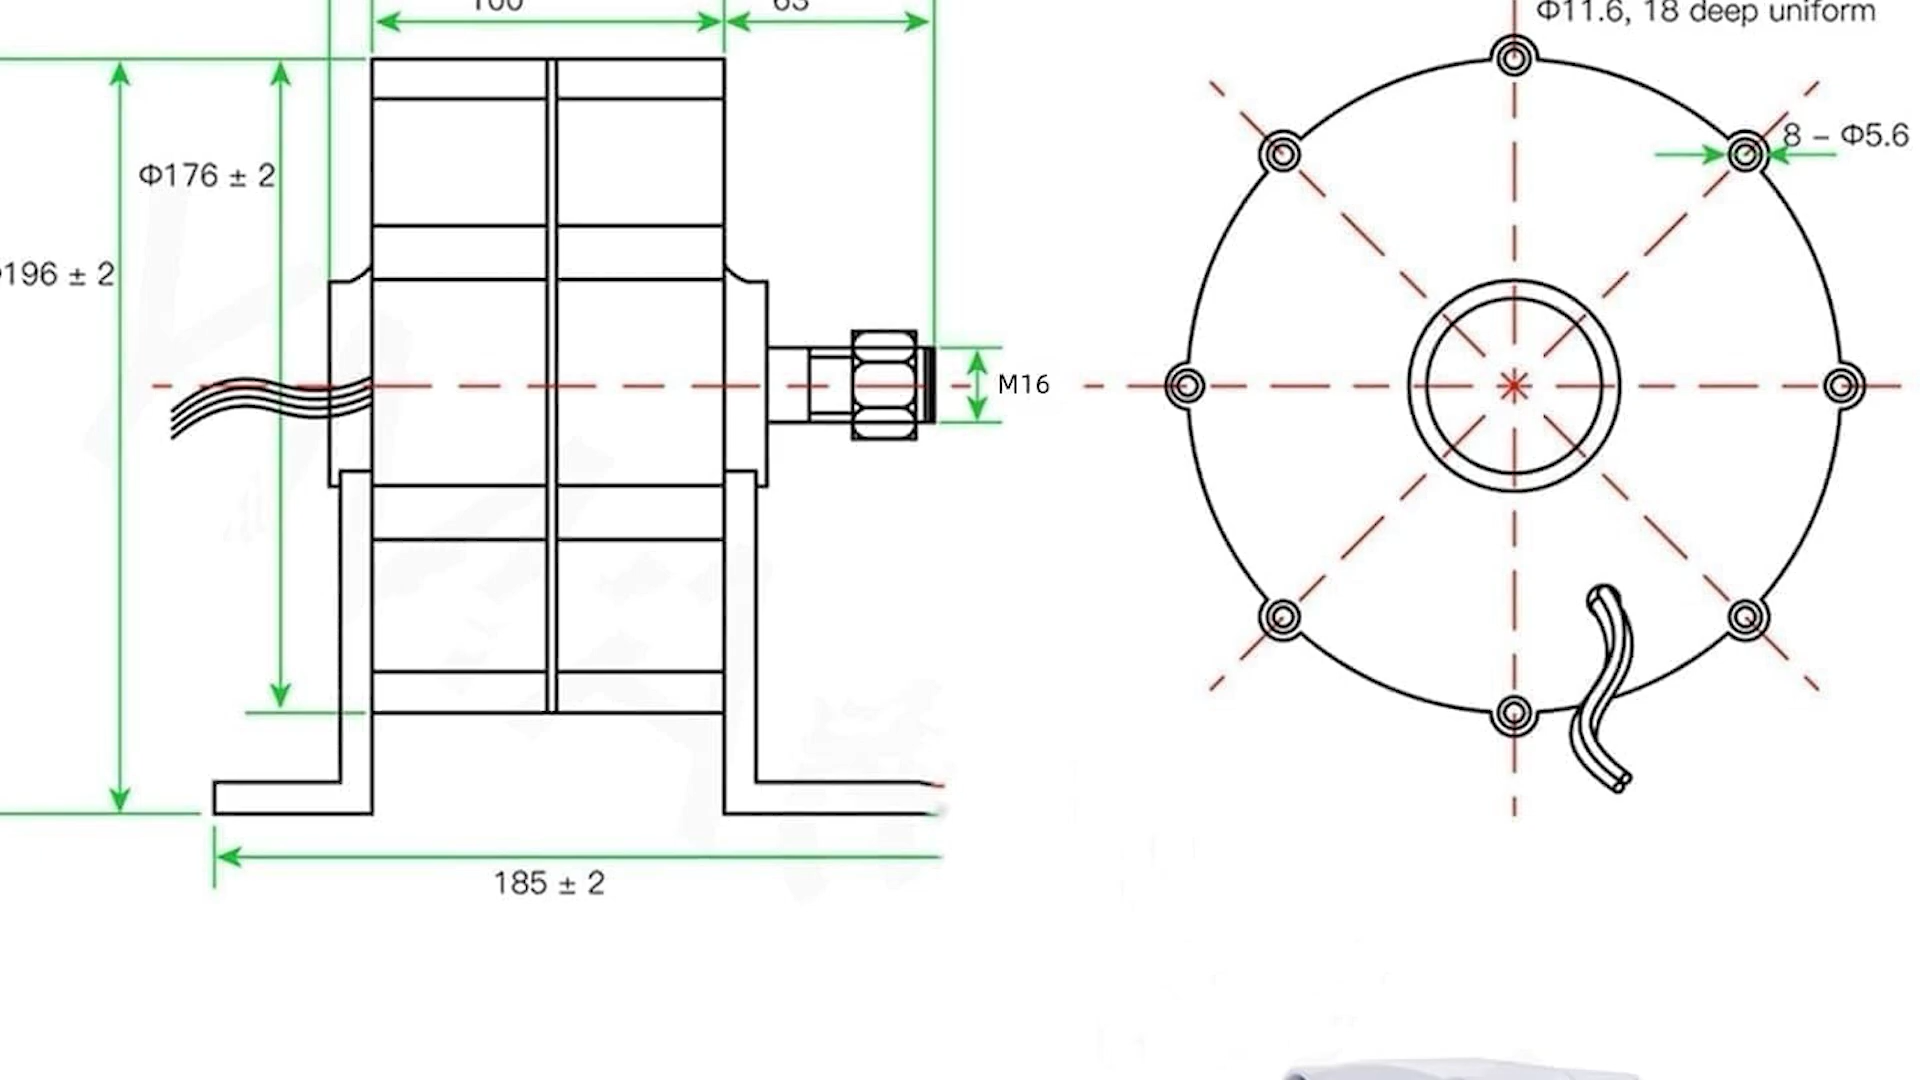 100
63
Φ11.6, 18 deep uniform
8 – Φ5.6
Φ176 ± 2
Φ196 ± 2
M16
185 ± 2